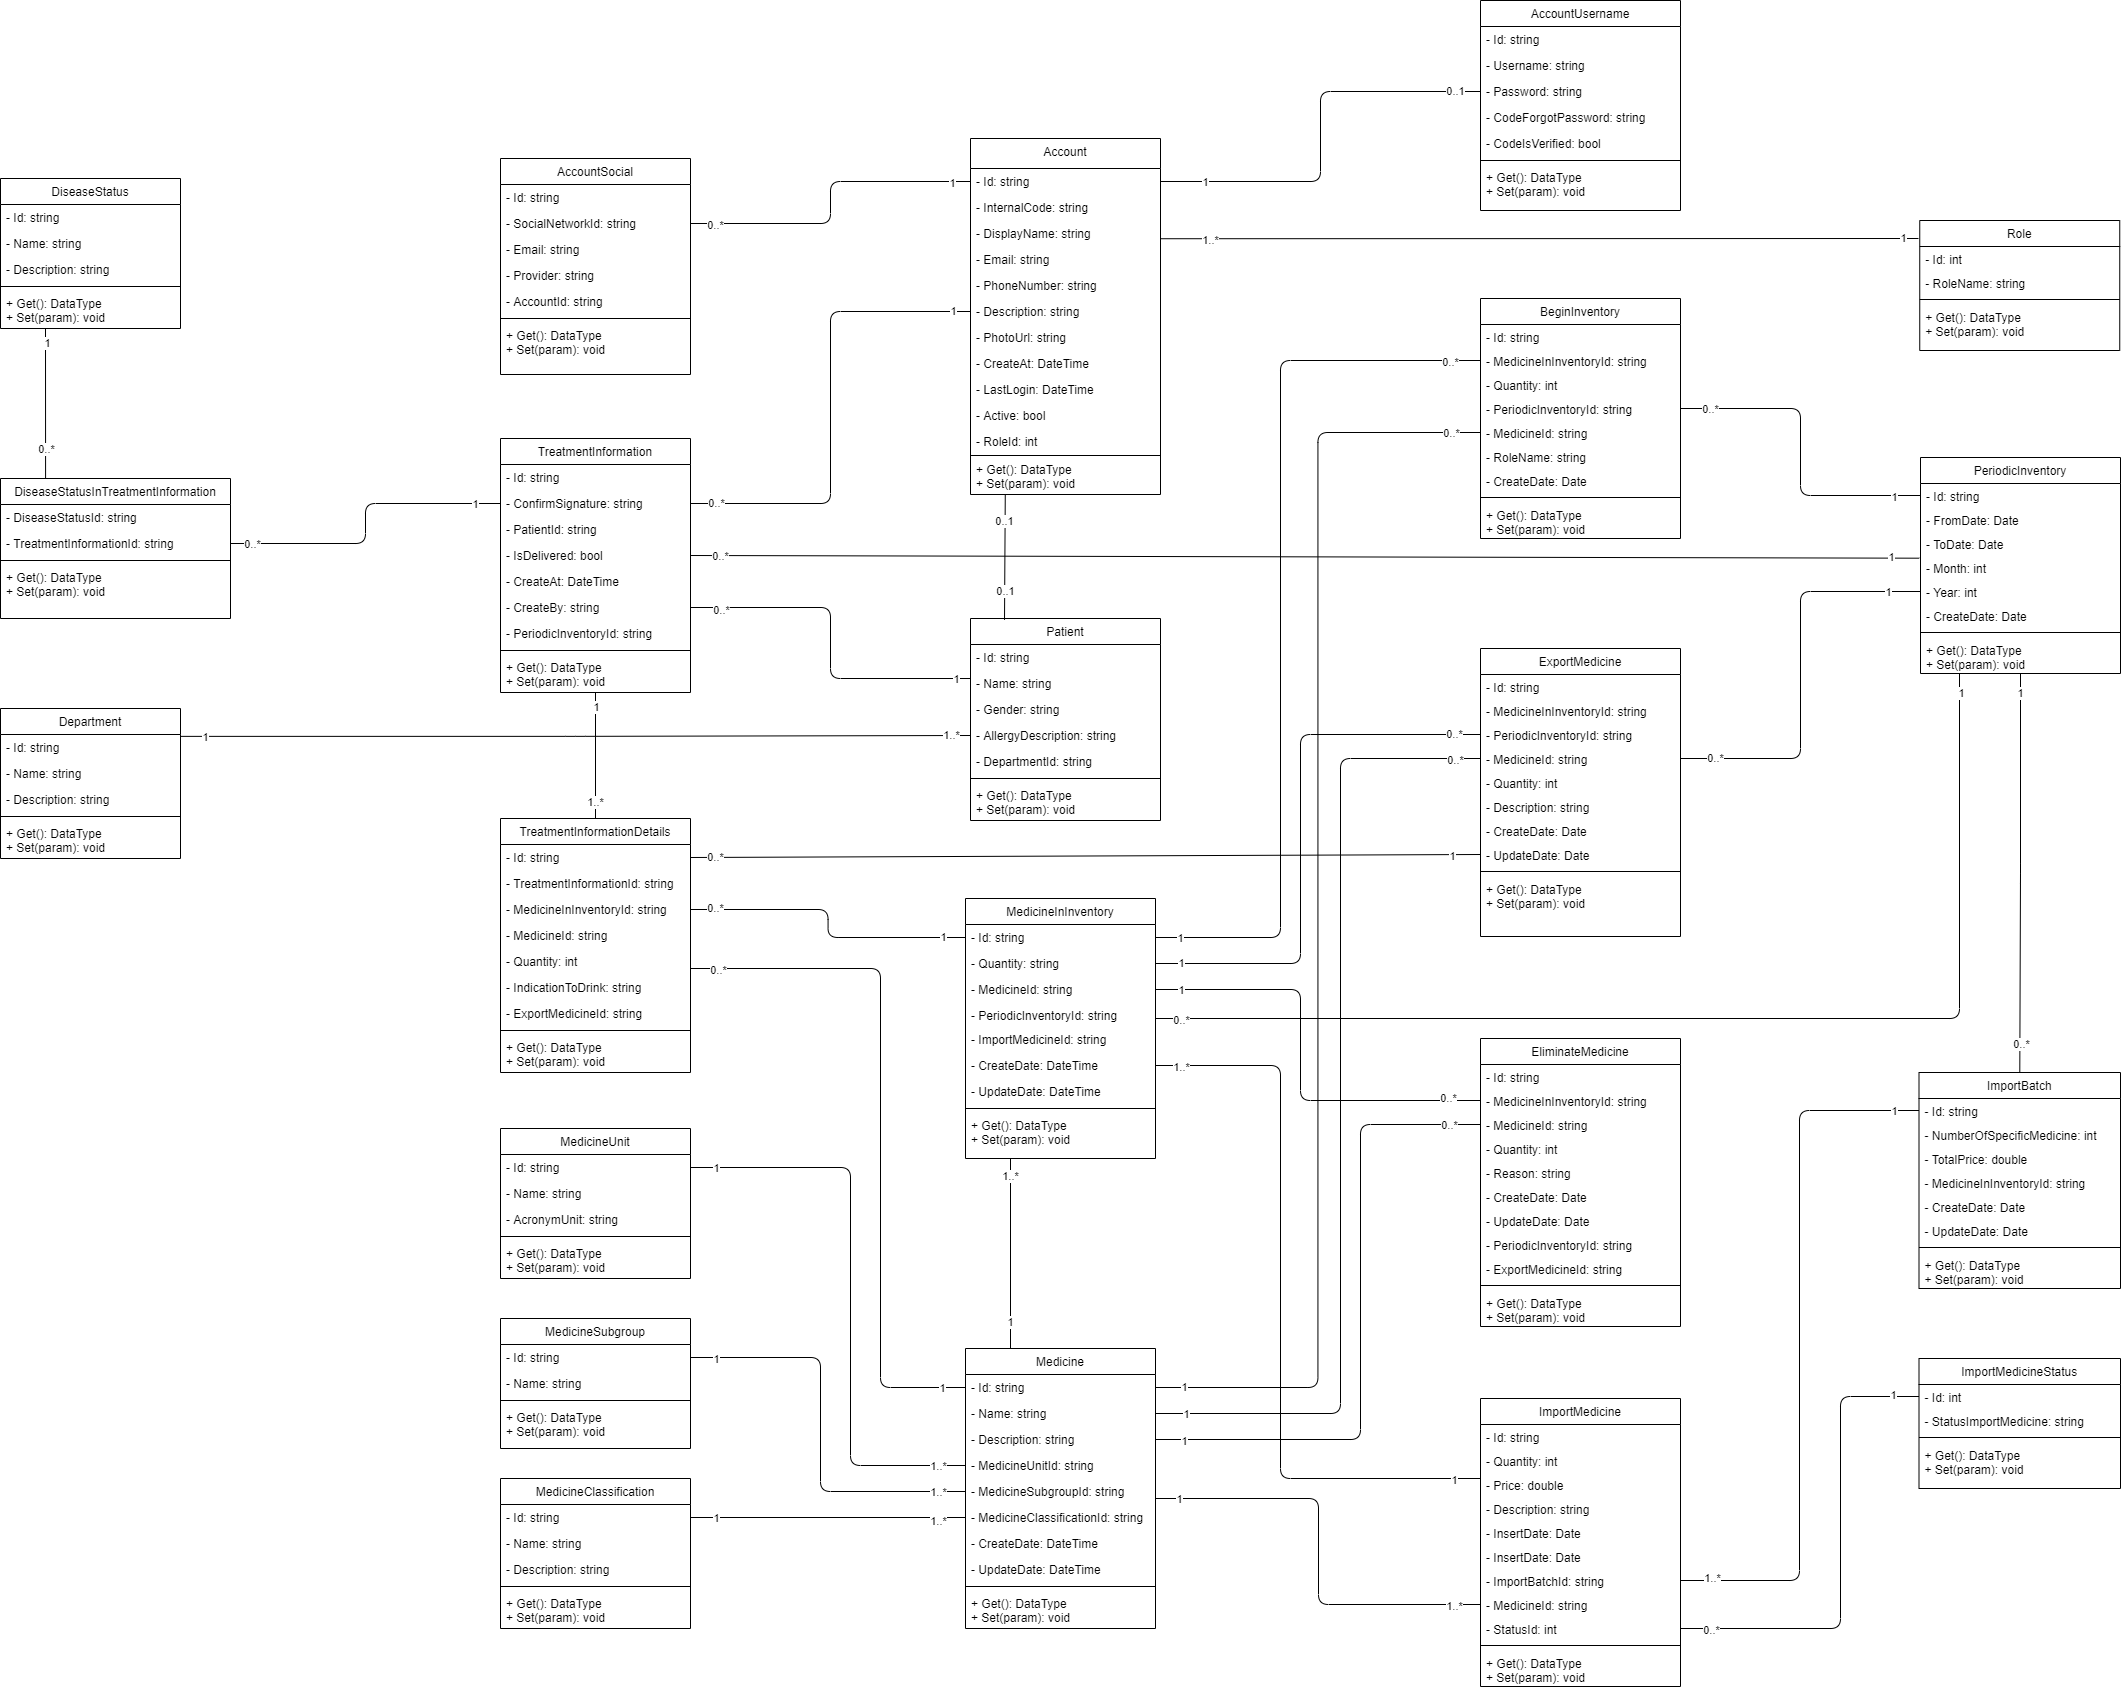 AccountUsername
- Id: string
- Username: string
- Password: string
- CodeForgotPassword: string
- CodeIsVerified: bool
+ Get(): DataType
+ Set(param): void
0..1
1
Account
- Id: string
- InternalCode: string
- DisplayName: string
- Email: string
- PhoneNumber: string
- Description: string
- PhotoUrl: string
- CreateAt: DateTime
- LastLogin: DateTime
- Active: bool
- RoleId: int
+ Get(): DataType
+ Set(param): void
1
1
1..*
1
0..1
0..1
AccountSocial
- Id: string
- SocialNetworkId: string
- Email: string
- Provider: string
- AccountId: string
+ Get(): DataType
+ Set(param): void
0..*
DiseaseStatus
- Id: string
- Name: string
- Description: string
+ Get(): DataType
+ Set(param): void
1
0..*
Role
- Id: int
- RoleName: string
+ Get(): DataType
+ Set(param): void
BeginInventory
- Id: string
- MedicineInInventoryId: string
- Quantity: int
- PeriodicInventoryId: string
- MedicineId: string
- RoleName: string
- CreateDate: Date
+ Get(): DataType
+ Set(param): void
0..*
0..*
0..*
1
TreatmentInformation
- Id: string
- ConfirmSignature: string
- PatientId: string
- IsDelivered: bool
- CreateAt: DateTime
- CreateBy: string
- PeriodicInventoryId: string
+ Get(): DataType
+ Set(param): void
1
0..*
0..*
0..*
1
1..*
DiseaseStatusInTreatmentInformation
- DiseaseStatusId: string
- TreatmentInformationId: string
+ Get(): DataType
+ Set(param): void
0..*
PeriodicInventory
- Id: string
- FromDate: Date
- ToDate: Date
- Month: int
- Year: int
- CreateDate: Date
+ Get(): DataType
+ Set(param): void
1
1
1
1
Patient
- Id: string
- Name: string
- Gender: string
- AllergyDescription: string
- DepartmentId: string
+ Get(): DataType
+ Set(param): void
1
1..*
ExportMedicine
- Id: string
- MedicineInInventoryId: string
- PeriodicInventoryId: string
- MedicineId: string
- Quantity: int
- Description: string
- CreateDate: Date
- UpdateDate: Date
+ Get(): DataType
+ Set(param): void
0..*
0..*
0..*
1
Department
- Id: string
- Name: string
- Description: string
+ Get(): DataType
+ Set(param): void
1
TreatmentInformationDetails
- Id: string
- TreatmentInformationId: string
- MedicineInInventoryId: string
- MedicineId: string
- Quantity: int
- IndicationToDrink: string
- ExportMedicineId: string
+ Get(): DataType
+ Set(param): void
0..*
0..*
0..*
MedicineInInventory
- Id: string
- Quantity: string
- MedicineId: string
- PeriodicInventoryId: string
- ImportMedicineId: string
- CreateDate: DateTime
- UpdateDate: DateTime
+ Get(): DataType
+ Set(param): void
1
1
1
1
0..*
1..*
1..*
1
EliminateMedicine
- Id: string
- MedicineInInventoryId: string
- MedicineId: string
- Quantity: int
- Reason: string
- CreateDate: Date
- UpdateDate: Date
- PeriodicInventoryId: string
- ExportMedicineId: string
+ Get(): DataType
+ Set(param): void
0..*
0..*
0..*
ImportBatch
- Id: string
- NumberOfSpecificMedicine: int
- TotalPrice: double
- MedicineInInventoryId: string
- CreateDate: Date
- UpdateDate: Date
+ Get(): DataType
+ Set(param): void
1
MedicineUnit
- Id: string
- Name: string
- AcronymUnit: string
+ Get(): DataType
+ Set(param): void
1
MedicineSubgroup
- Id: string
- Name: string
+ Get(): DataType
+ Set(param): void
1
MedicineClassification
- Id: string
- Name: string
- Description: string
+ Get(): DataType
+ Set(param): void
1
Medicine
- Id: string
- Name: string
- Description: string
- MedicineUnitId: string
- MedicineSubgroupId: string
- MedicineClassificationId: string
- CreateDate: DateTime
- UpdateDate: DateTime
+ Get(): DataType
+ Set(param): void
1
1..*
1..*
1..*
1
1
1
1
ImportMedicine
- Id: string
- Quantity: int
- Price: double
- Description: string
- InsertDate: Date
- InsertDate: Date
- ImportBatchId: string
- MedicineId: string
- StatusId: int
+ Get(): DataType
+ Set(param): void
1
1..*
1..*
0..*
ImportMedicineStatus
- Id: int
- StatusImportMedicine: string
+ Get(): DataType
+ Set(param): void
1